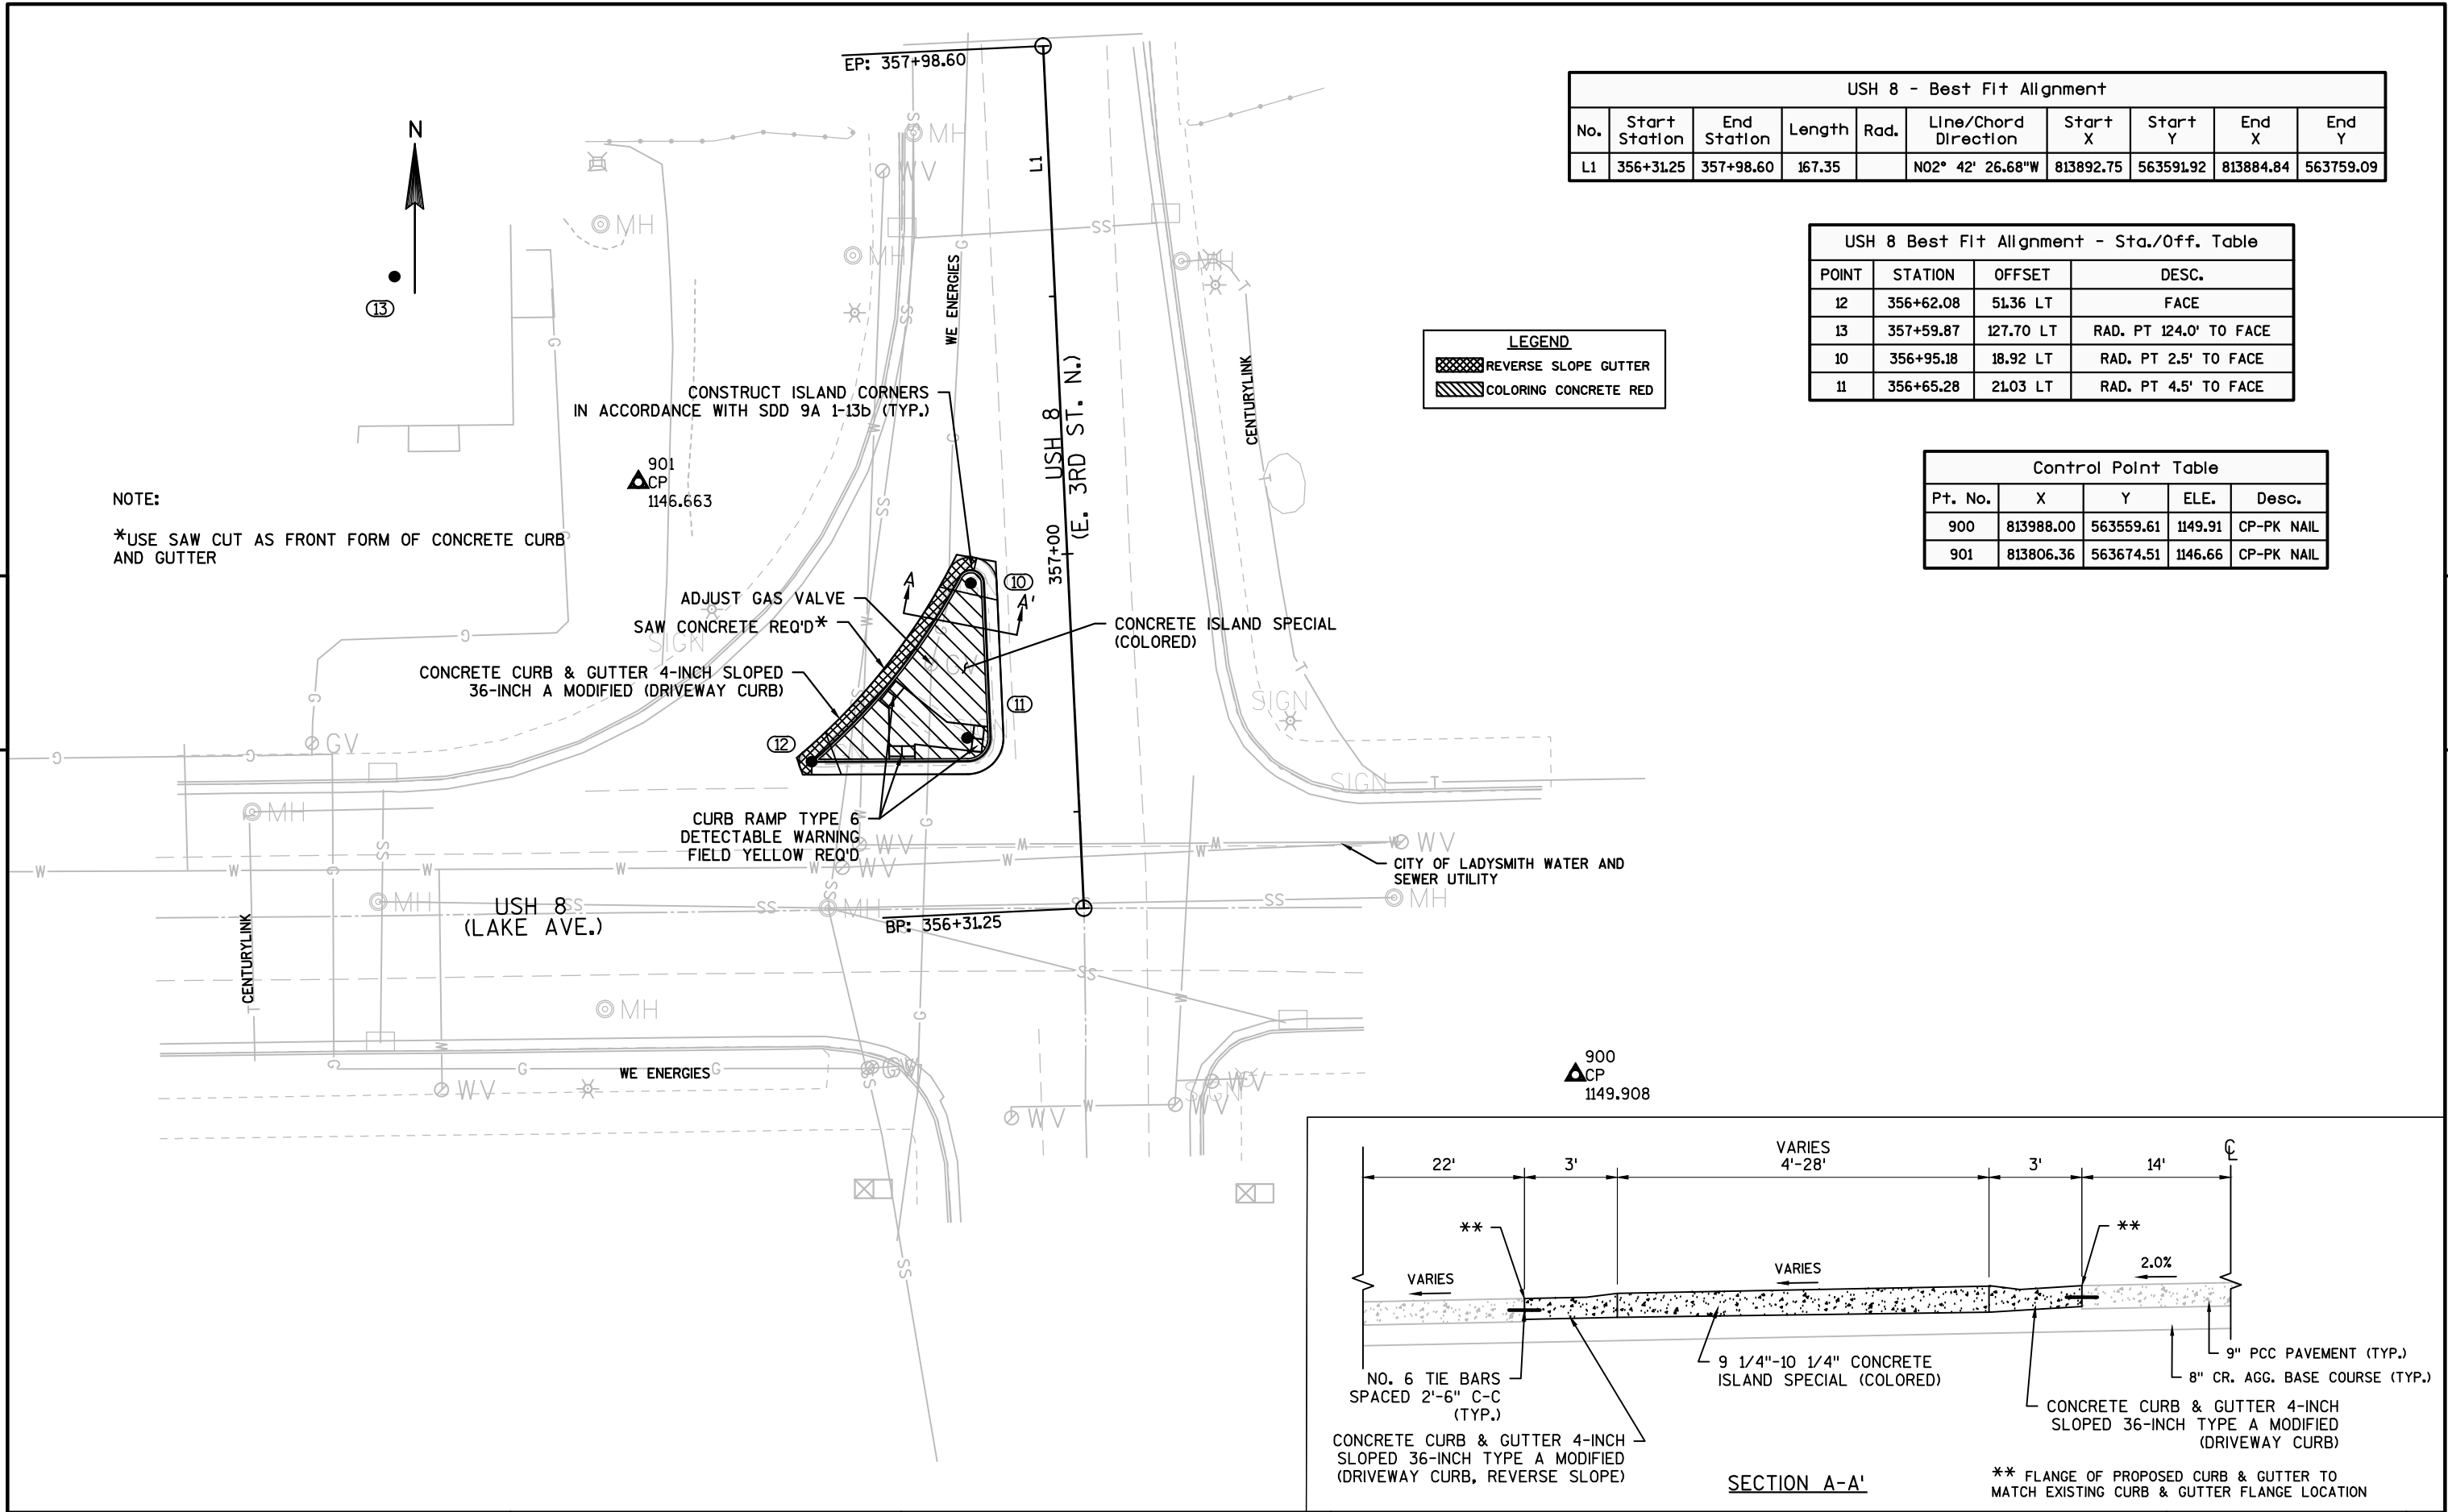 EP: 357+98.60
N
L1
13
WE ENERGIES
CENTURYLINK
USH 8
(E. 3RD ST. N.)
357+00
CONSTRUCT ISLAND CORNERS
IN ACCORDANCE WITH SDD 9A 1-13b (TYP.)
901
CP
1146.663
NOTE:
*USE SAW CUT AS FRONT FORM OF CONCRETE CURB
AND GUTTER
ADJUST GAS VALVE
SAW CONCRETE REQ'D*
CONCRETE CURB & GUTTER 4-INCH SLOPED
36-INCH A MODIFIED (DRIVEWAY CURB)
A
A'
10
11
12
CONCRETE ISLAND SPECIAL
(COLORED)
CURB RAMP TYPE 6
DETECTABLE WARNING
FIELD YELLOW REQ'D
CITY OF LADYSMITH WATER AND
SEWER UTILITY
USH 8
(LAKE AVE.)
BP: 356+31.25
CENTURYLINK
WE ENERGIES
900
CP
1149.908
MH
WV
MH
MH
MH
SIGN
GV
GV
SIGN
SIGN
MH
WV
WV
WV
MH
MH
MH
MH
WV
GV
WV
SIGN
WV
WV
USH 8 - Best Fit Alignment
No. Start Station End Station Length Rad. Line/Chord Direction Start X Start Y End X End Y
L1 356+31.25 357+98.60 167.35 N02° 42' 26.68"W 813892.75 563591.92 813884.84 563759.09
USH 8 Best Fit Alignment - Sta./Off. Table
POINT STATION OFFSET DESC.
12 356+62.08 51.36 LT FACE
13 357+59.87 127.70 LT RAD. PT 124.0' TO FACE
10 356+95.18 18.92 LT RAD. PT 2.5' TO FACE
11 356+65.28 21.03 LT RAD. PT 4.5' TO FACE
LEGEND
REVERSE SLOPE GUTTER
COLORING CONCRETE RED
Control Point Table
Pt. No. X Y ELE. Desc.
900 813988.00 563559.61 1149.91 CP-PK NAIL
901 813806.36 563674.51 1146.66 CP-PK NAIL
VARIES
22' 3' 4'-28' 3' 14'
** **
VARIES VARIES 2.0%
NO. 6 TIE BARS
SPACED 2'-6" C-C
(TYP.)
9 1/4"-10 1/4" CONCRETE
ISLAND SPECIAL (COLORED)
9" PCC PAVEMENT (TYP.)
8" CR. AGG. BASE COURSE (TYP.)
CONCRETE CURB & GUTTER 4-INCH
SLOPED 36-INCH TYPE A MODIFIED
(DRIVEWAY CURB)
CONCRETE CURB & GUTTER 4-INCH
SLOPED 36-INCH TYPE A MODIFIED
(DRIVEWAY CURB, REVERSE SLOPE)
SECTION A-A'
** FLANGE OF PROPOSED CURB & GUTTER TO
MATCH EXISTING CURB & GUTTER FLANGE LOCATION